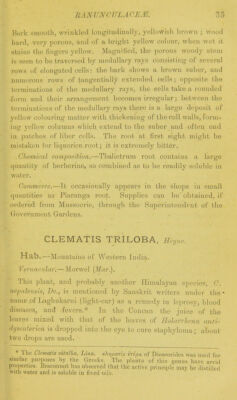 RANUNCULACEÆ. 35
Bark smooth, wrinkled longitudinally, yellowish brown ; wood
hard, very porous, and of a bright yellow colour, when wet it
stains the fingers yellow. Magnified, the porous woody stem
is seen to be traversed by medullary rays consisting of several
rows of elongated cells: the bark shows a brown suber, and
numerous rows of tangentially extended cells ; opposite the
terminations of the medullary rays, the cells take a rounded
form and their arrangement becomes irregular; between the
terminations of the medullary rays there is a large deposit of
yellow colouring matter with thickening of the cell walls, form-
ing yellow columns which extend to the suber and often end
in patches of liber cells. The root at first sight might be
mistaken for liquorice root; it is extremely bitter.
Chemical composition.—Thalictrum root contains a large
quantity of berberine, so combined as to be readily soluble in
water.
Commerce.—It occasionally appears in the shops in small
quantities as Piaranga root. Supplies can be obtained, if
ordered from Mussoorie, through the Superintendent of the
Government Gardens.
CLEMATIS TRILOBA, Heyne.
Hab.—Mountains of Western India.
Vernacular.—Morwel (Mar.).
This plant, and probably another Himalayan species, C.
nepalensis, Dc., is mentioned by Sanskrit writers under the
name of Laghukarni (light-ear) as a remedy in leprosy, blood
diseases, and fevers.* In the Concan the juice of the
leaves mixed with that of the leaves of Holarrhena anti-
dysenterica is dropped into the eye to cure staphyloma; about
two drops are used.
* The Clematis vitalba, Linn. of Dioscorides was used for
similar purposes by the Greeks. The plants of this genus have acrid
properties. Braconnot has observed that the active principle may be distilled
with water and is soluble in fixed oils.